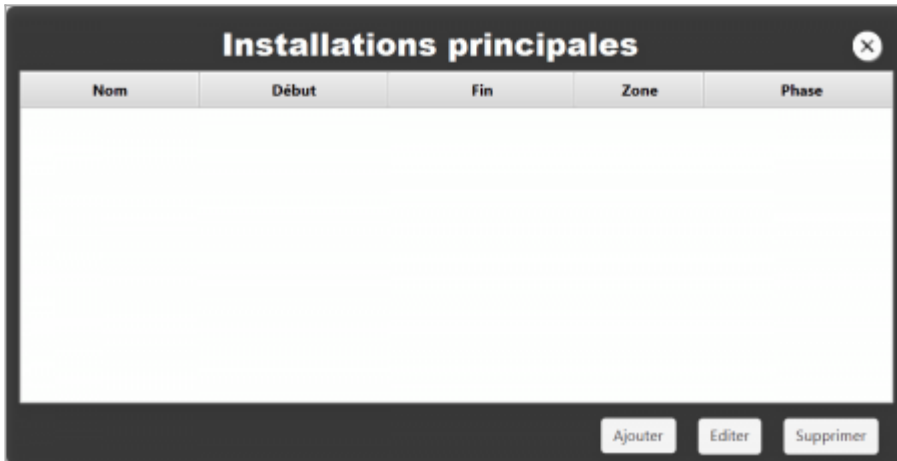 Installations principales
Nom Début Fin Zone Phase
Ajouter Editer Supprimer